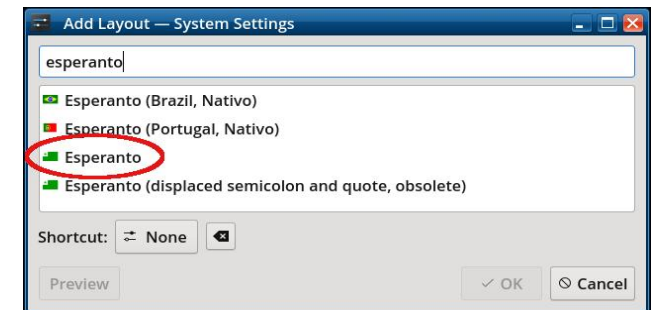 Add Layout — System Settings
esperanto
Esperanto (Brazil, Nativo)
Esperanto (Portugal, Nativo)
Esperanto
Esperanto (displaced semicolon and quote, obsolete)
Shortcut: None
Preview OK Cancel